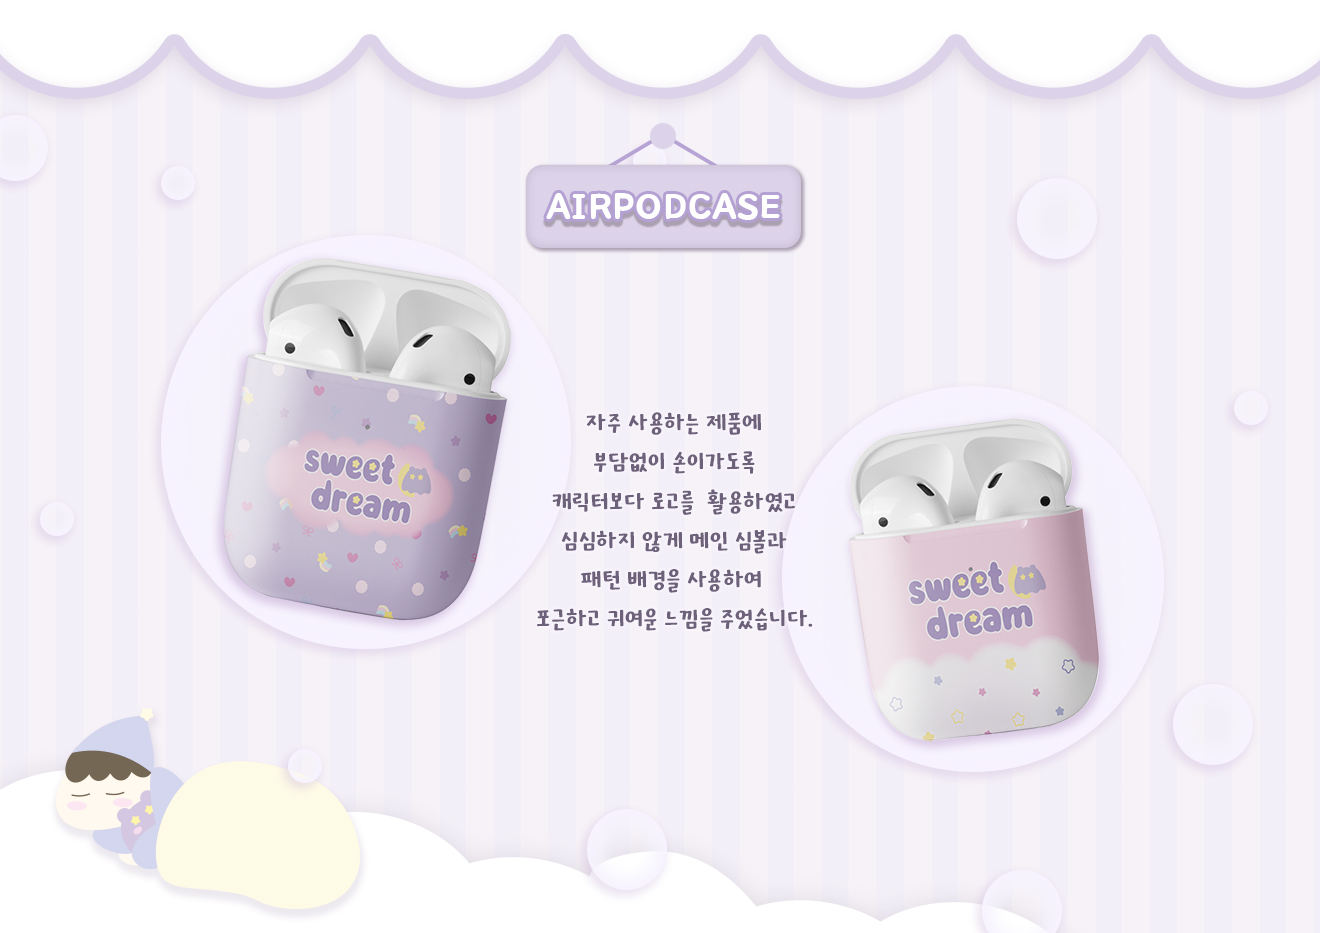 AIRPODCASE
sweet
dream
자주 사용하는 제품에
부담없이 손이가도록
캐릭터보다 로고를 활용하였고
심심하지 않게 메인 심볼과
패턴 배경을 사용하여
포근하고 귀여운 느낌을 주었습니다.
sweet
dream